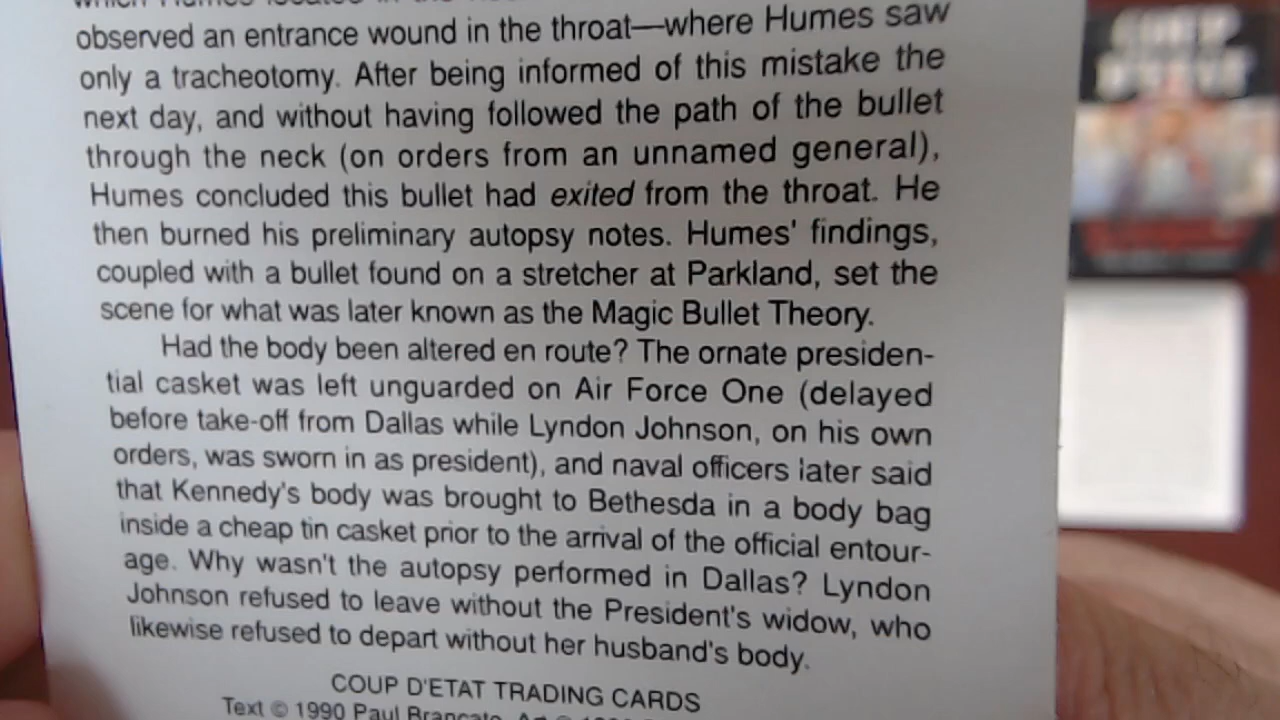 observed an entrance wound in the throat—where Humes saw
only a tracheotomy. After being informed of this mistake the
next day, and without having followed the path of the bullet
through the neck (on orders from an unnamed general),
Humes concluded this bullet had exited from the throat. He
then burned his preliminary autopsy notes. Humes' findings,
coupled with a bullet found on a stretcher at Parkland, set the
scene for what was later known as the Magic Bullet Theory.
Had the body been altered en route? The ornate presiden-
tial casket was left unguarded on Air Force One (delayed
before take-off from Dallas while Lyndon Johnson, on his own
orders, was sworn in as president), and naval officers later said
that Kennedy's body was brought to Bethesda in a body bag
inside a cheap tin casket prior to the arrival of the official entour-
age. Why wasn't the autopsy performed in Dallas? Lyndon
Johnson refused to leave without the President's widow, who
likewise refused to depart without her husband's body.
COUP D'ETAT TRADING CARDS
Text © 1990 Paul Brancato, Art ©